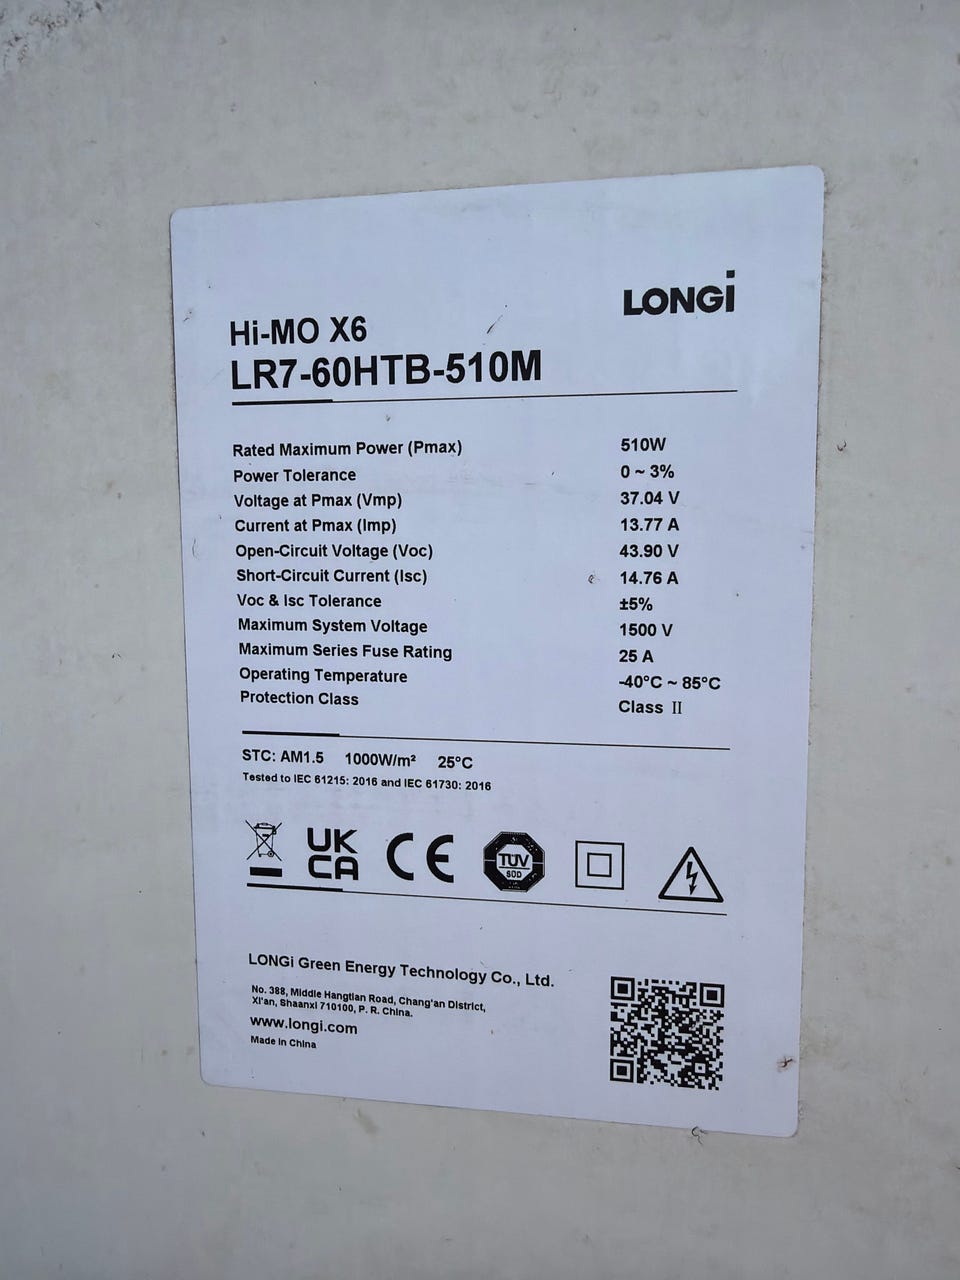 LONGi
Hi-MO X6
LR7-60HTB-510M
Rated Maximum Power (Pmax) 510W
Power Tolerance 0 ~ 3%
Voltage at Pmax (Vmp) 37.04 V
Current at Pmax (Imp) 13.77 A
Open-Circuit Voltage (Voc) 43.90 V
Short-Circuit Current (Isc) 14.76 A
Voc & Isc Tolerance ±5%
Maximum System Voltage 1500 V
Maximum Series Fuse Rating 25 A
Operating Temperature -40°C ~ 85°C
Protection Class Class II
STC: AM1.5 1000W/m² 25°C
Tested to IEC 61215: 2016 and IEC 61730: 2016
UK
CA CE
TÜV
SÜD
LONGi Green Energy Technology Co., Ltd.
No. 388, Middle Hangtian Road, Chang'an District,
Xi'an, Shaanxi 710100, P. R. China.
www.longi.com
Made in China